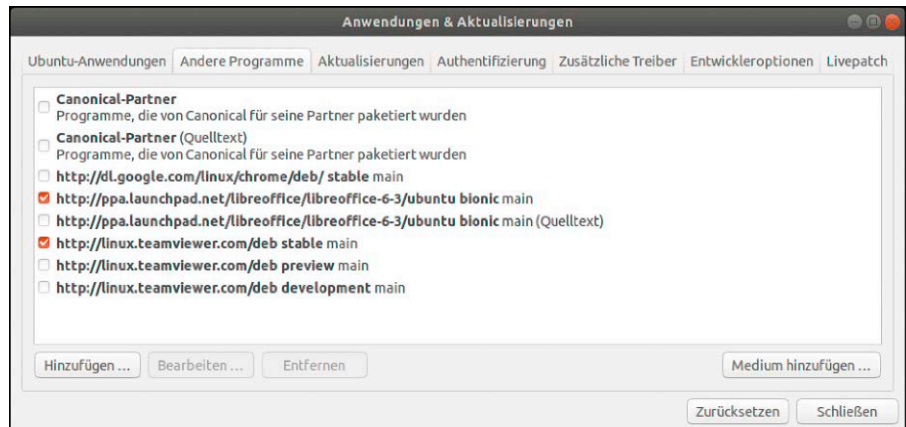 Anwendungen & Aktualisierungen
Ubuntu-Anwendungen Andere Programme Aktualisierungen Authentifizierung Zusätzliche Treiber Entwickleroptionen Livepatch
Canonical-Partner
Programme, die von Canonical für seine Partner paketiert wurden
Canonical-Partner (Quelltext)
Programme, die von Canonical für seine Partner paketiert wurden
http://dl.google.com/linux/chrome/deb/ stable main
http://ppa.launchpad.net/libreoffice/libreoffice-6-3/ubuntu bionic main
http://ppa.launchpad.net/libreoffice/libreoffice-6-3/ubuntu bionic main (Quelltext)
http://linux.teamviewer.com/deb stable main
http://linux.teamviewer.com/deb preview main
http://linux.teamviewer.com/deb development main
Hinzufügen ... Bearbeiten ... Entfernen Medium hinzufügen ...
Zurücksetzen Schließen